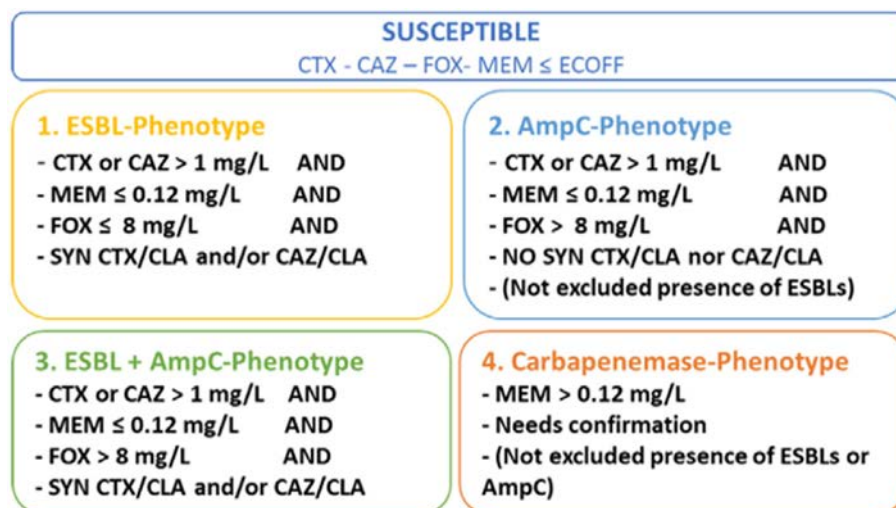 SUSCEPTIBLE
CTX - CAZ – FOX- MEM ≤ ECOFF
1. ESBL-Phenotype
- CTX or CAZ > 1 mg/L AND
- MEM ≤ 0.12 mg/L AND
- FOX ≤ 8 mg/L AND
- SYN CTX/CLA and/or CAZ/CLA
2. AmpC-Phenotype
- CTX or CAZ > 1 mg/L AND
- MEM ≤ 0.12 mg/L AND
- FOX > 8 mg/L AND
- NO SYN CTX/CLA nor CAZ/CLA
- (Not excluded presence of ESBLs)
3. ESBL + AmpC-Phenotype
- CTX or CAZ > 1 mg/L AND
- MEM ≤ 0.12 mg/L AND
- FOX > 8 mg/L AND
- SYN CTX/CLA and/or CAZ/CLA
4. Carbapenemase-Phenotype
- MEM > 0.12 mg/L
- Needs confirmation
- (Not excluded presence of ESBLs or
AmpC)